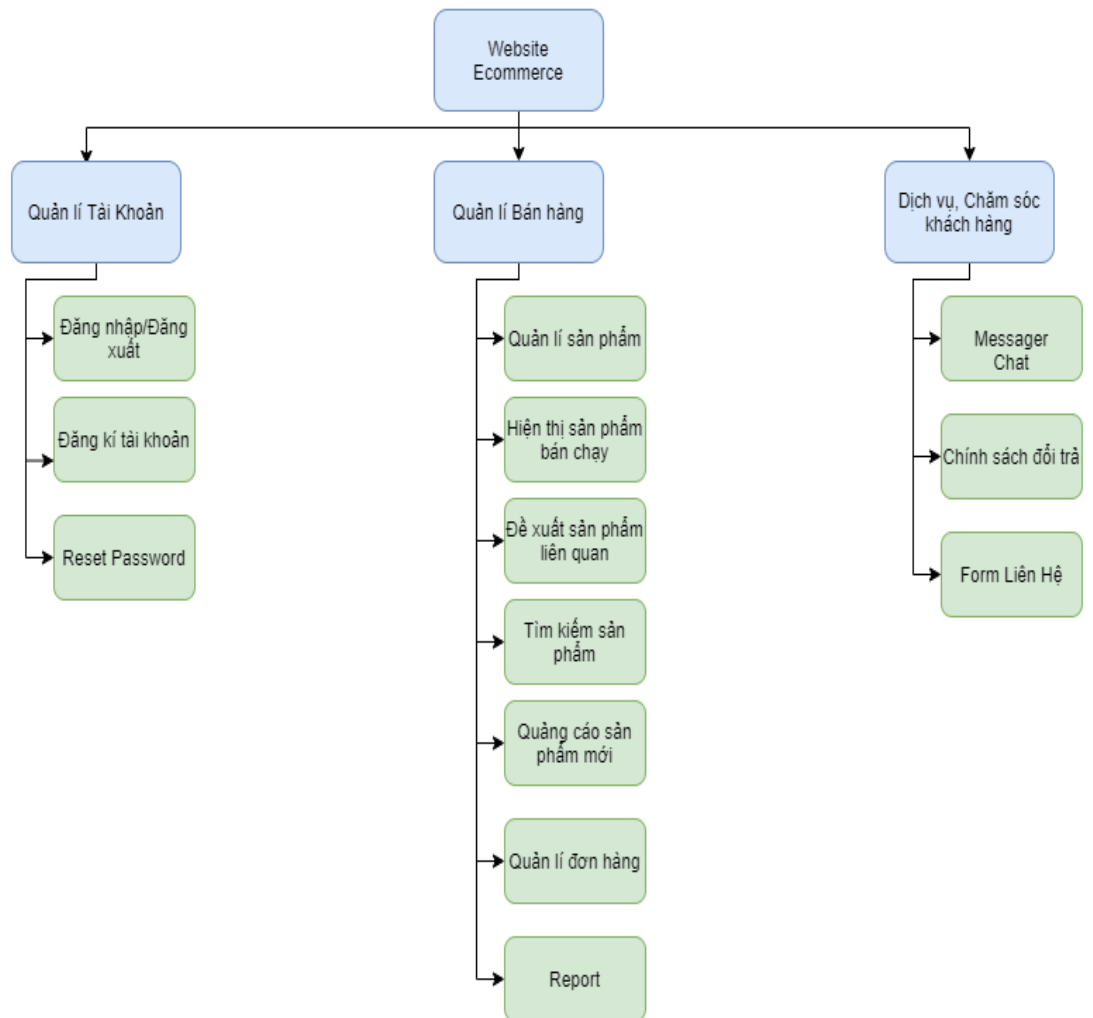 Website
Ecommerce
Quản lí Tài Khoản
Quản lí Bán hàng
Dịch vụ, Chăm sóc
khách hàng
Đăng nhập/Đăng
xuất
Đăng kí tài khoản
Reset Password
Quản lí sản phẩm
Hiện thị sản phẩm
bán chạy
Đề xuất sản phẩm
liên quan
Tìm kiếm sản
phẩm
Quảng cáo sản
phẩm mới
Quản lí đơn hàng
Report
Messager
Chat
Chính sách đổi trả
Form Liên Hệ